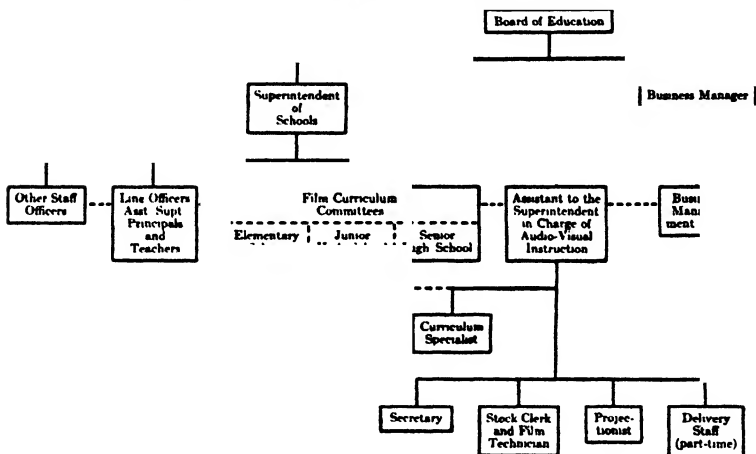 Board of Education
Superintendent
of
Schools
Business Manager
Other Staff
Officers
Line Officers
Asst Supt
Principals
and
Teachers
Film Curriculum
Committees
Elementary
Junior
Senior
High School
Assistant to the
Superintendent
in Charge of
Audio-Visual
Instruction
Curriculum
Specialist
Secretary
Stock Clerk
and Film
Technician
Projec-
tionist
Delivery
Staff
(part-time)